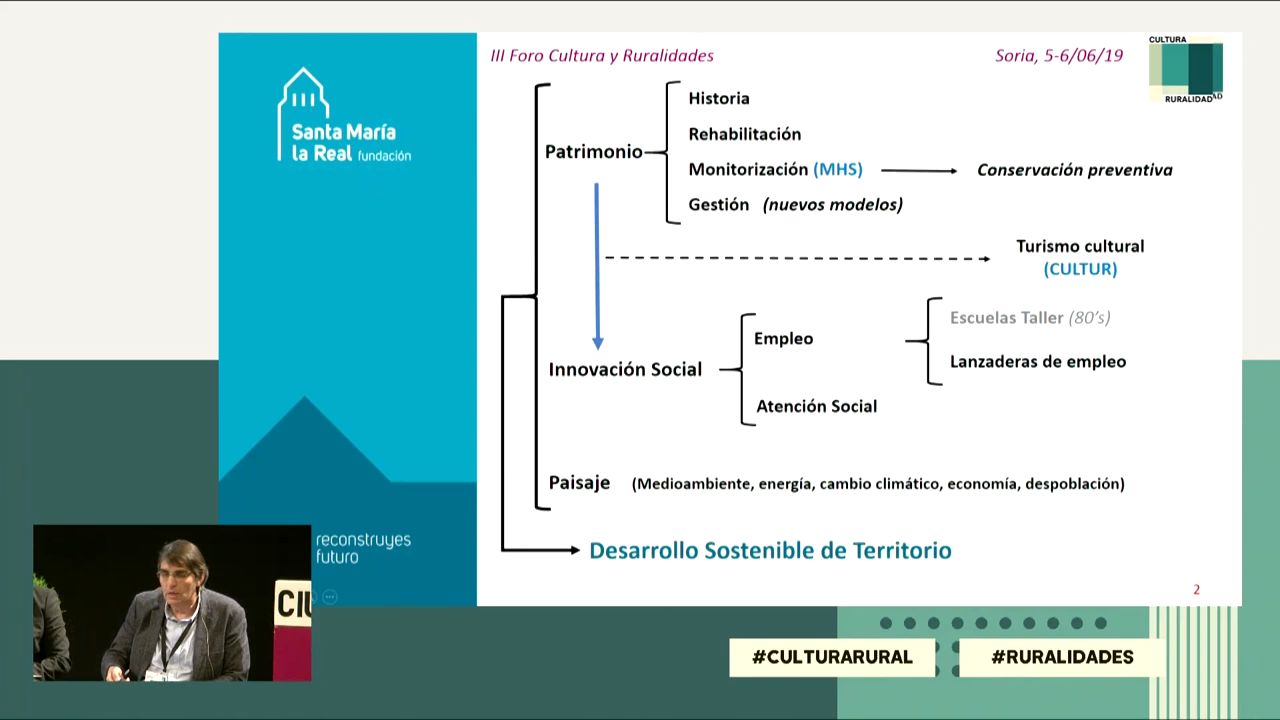 III Foro Cultura y Ruralidades
Soria, 5-6/06/19
CULTURA
RURALIDAD
AD
Santa María
la Real fundación
Patrimonio
Historia
Rehabilitación
Monitorización (MHS)
Conservación preventiva
Gestión (nuevos modelos)
Turismo cultural
(CULTUR)
Innovación Social
Empleo
Escuelas Taller (80's)
Lanzaderas de empleo
Atención Social
Paisaje (Medioambiente, energía, cambio climático, economía, despoblación)
Desarrollo Sostenible de Territorio
reconstruyes
futuro
2
#CULTURARURAL
#RURALIDADES